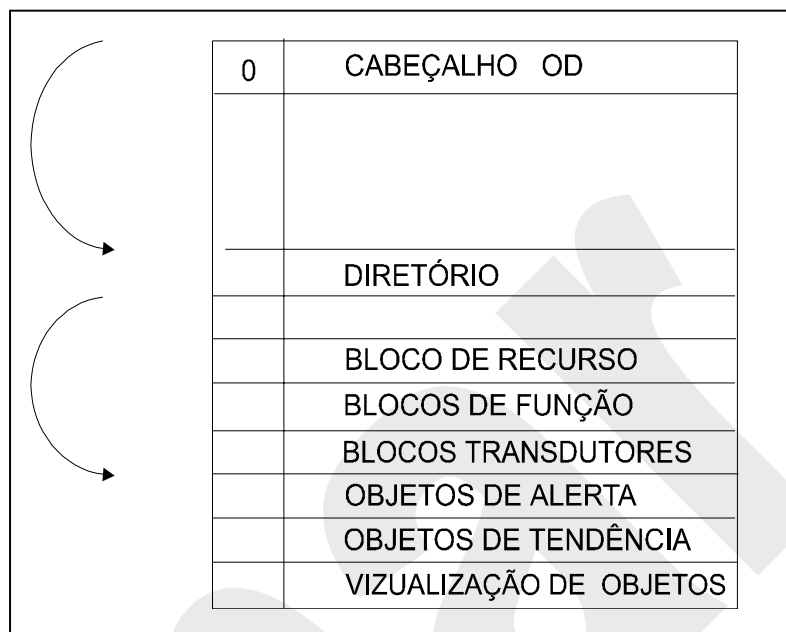 0 CABEÇALHO OD
DIRETÓRIO
BLOCO DE RECURSO
BLOCOS DE FUNÇÃO
BLOCOS TRANSDUTORES
OBJETOS DE ALERTA
OBJETOS DE TENDÊNCIA
VIZUALIZAÇÃO DE OBJETOS